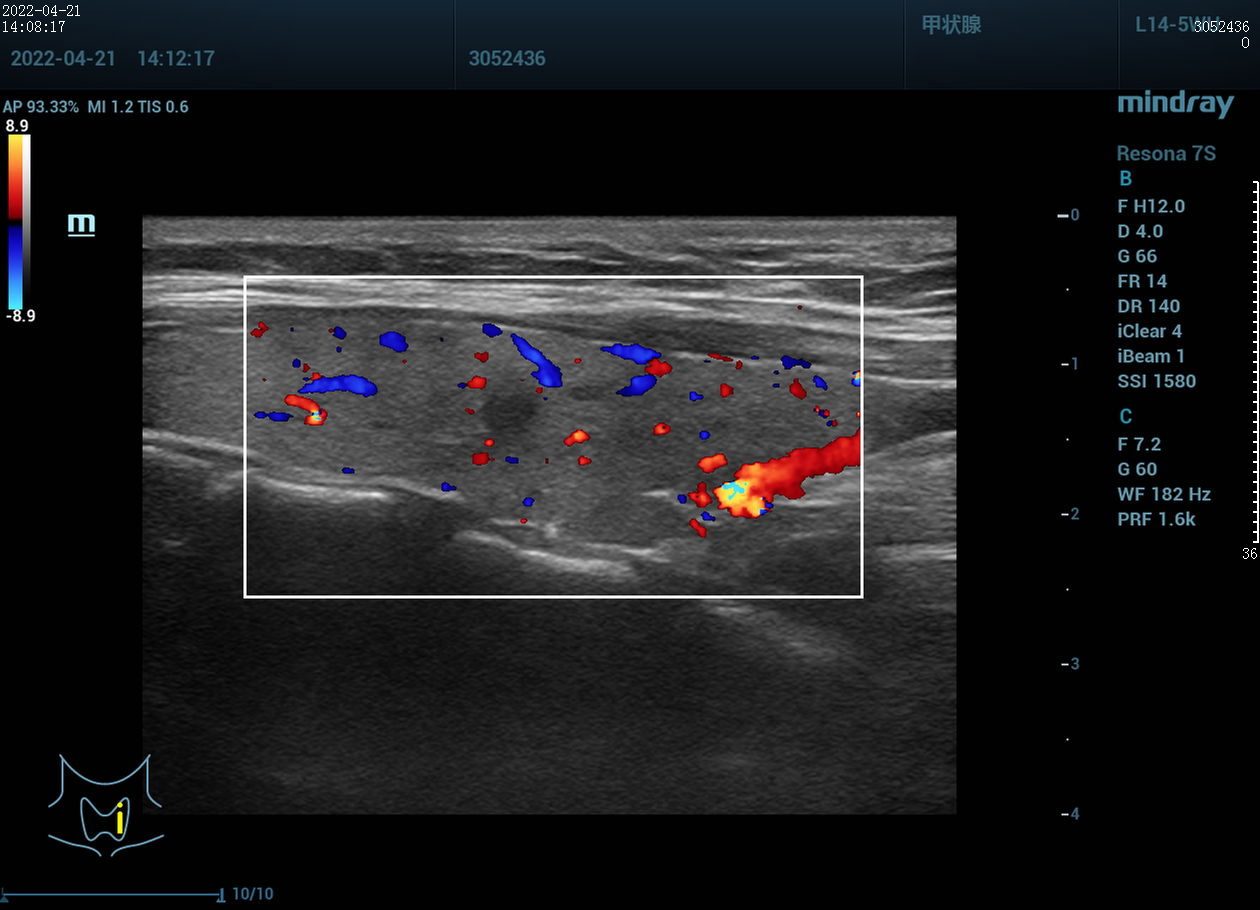 2022-04-21
14:08:17
2022-04-21 14:12:17
3052436
甲状腺
3052436
0
AP 93.33% MI 1.2 TIS 0.6
8.9
-8.9
m
mindray
Resona 7S
B
F H12.0
D 4.0
G 66
FR 14
DR 140
iClear 4
iBeam 1
SSI 1580
C
F 7.2
G 60
WF 182 Hz
PRF 1.6k
0
1
2
3
4
36
10/10